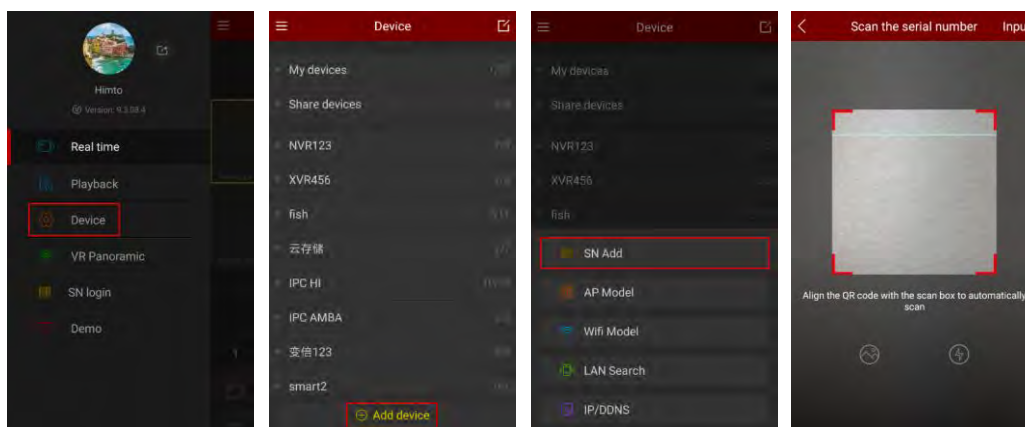 Himto
Version: 9.3.58.4
Real time
Playback
Device
VR Panoramic
SN login
Demo
Device
My devices
Share devices
NVR123
XVR456
fish
云存储
IPC HI
IPC AMBA
变倍123
smart2
Add device
Device
My devices
Share devices
NVR123
XVR456
fish
SN Add
AP Model
Wifi Model
LAN Search
IP/DDNS
Scan the serial number
Inpu
Align the QR code with the scan box to automatically
scan